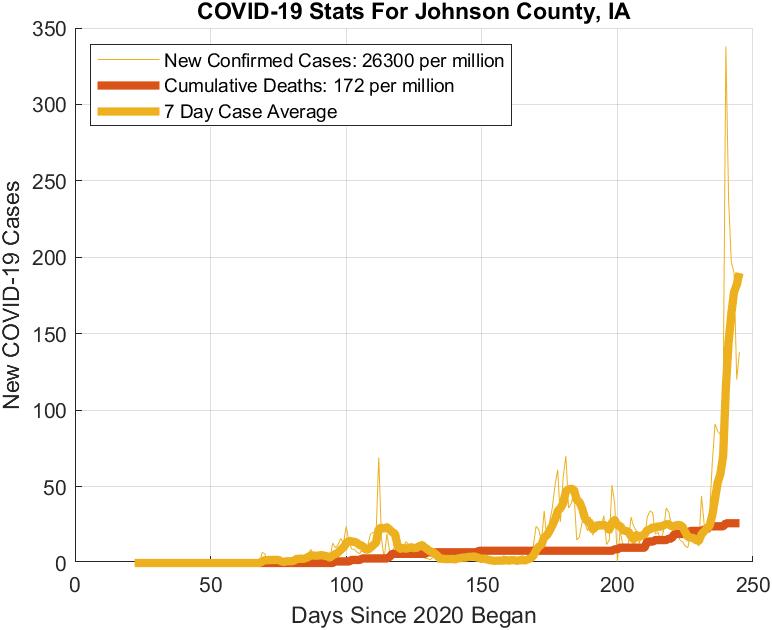 COVID-19 Stats For Johnson County, IA
New Confirmed Cases: 26300 per million
Cumulative Deaths: 172 per million
7 Day Case Average
New COVID-19 Cases
350
300
250
200
150
100
50
0
0 50 100 150 200 250
Days Since 2020 Began